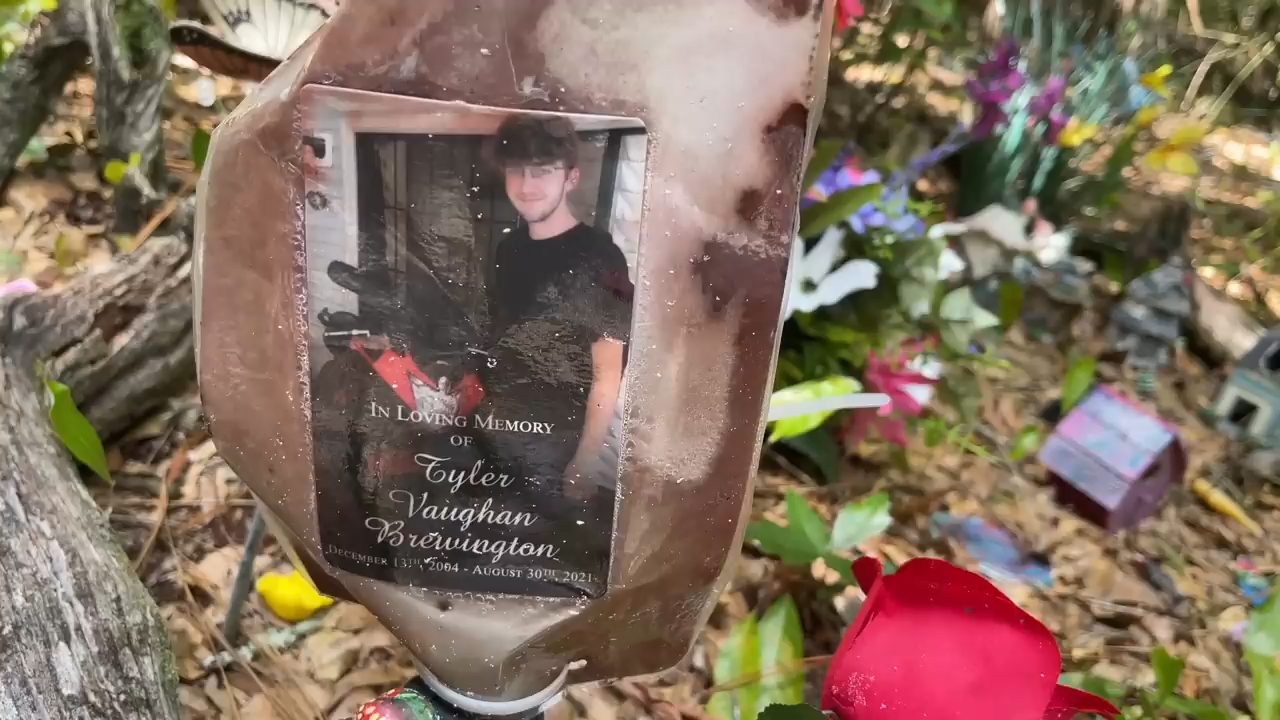 In Loving Memory
of
Tyler
Vaughan
Brewington
December 13th, 2004 - August 30th, 2021